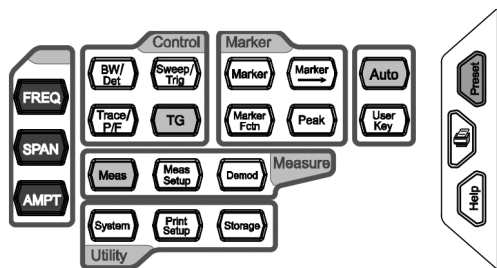 Control
Marker
BW/
Det
Sweep/
Trig
Marker
Marker
Auto
Preset
FREQ
Trace/
P/F
TG
Marker
Fctn
Peak
User
Key
SPAN
Meas
Meas
Setup
Demod
Measure
AMPT
System
Print
Setup
Storage
Utility
Help